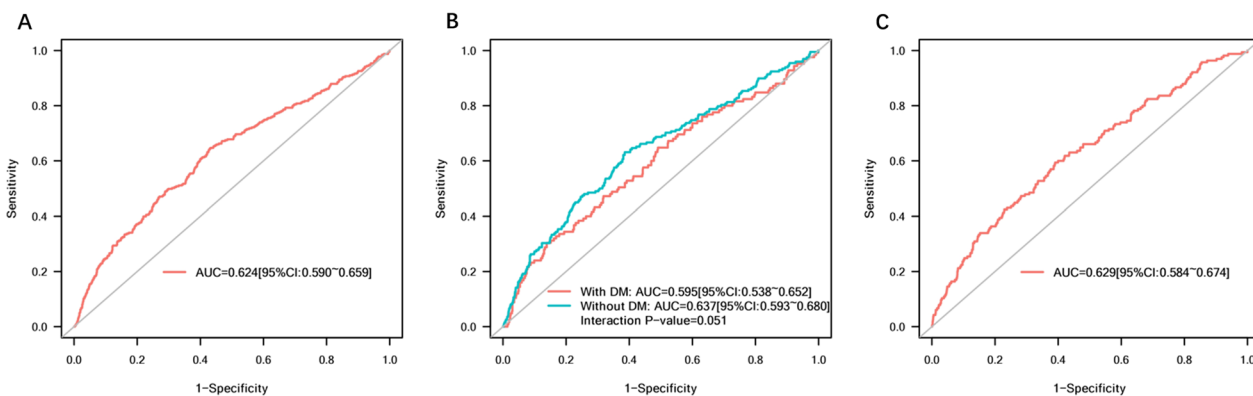 A
1.0
0.8
0.6
0.4
0.2
0.0
Sensitivity
AUC=0.624[95%CI:0.590~0.659]
0.0 0.2 0.4 0.6 0.8 1.0
1-Specificity
B
1.0
0.8
0.6
0.4
0.2
0.0
Sensitivity
With DM: AUC=0.595[95%CI:0.538~0.652]
Without DM: AUC=0.637[95%CI:0.593~0.680]
Interaction P-value=0.051
0.0 0.2 0.4 0.6 0.8 1.0
1-Specificity
C
1.0
0.8
0.6
0.4
0.2
0.0
Sensitivity
AUC=0.629[95%CI:0.584~0.674]
0.0 0.2 0.4 0.6 0.8 1.0
1-Specificity